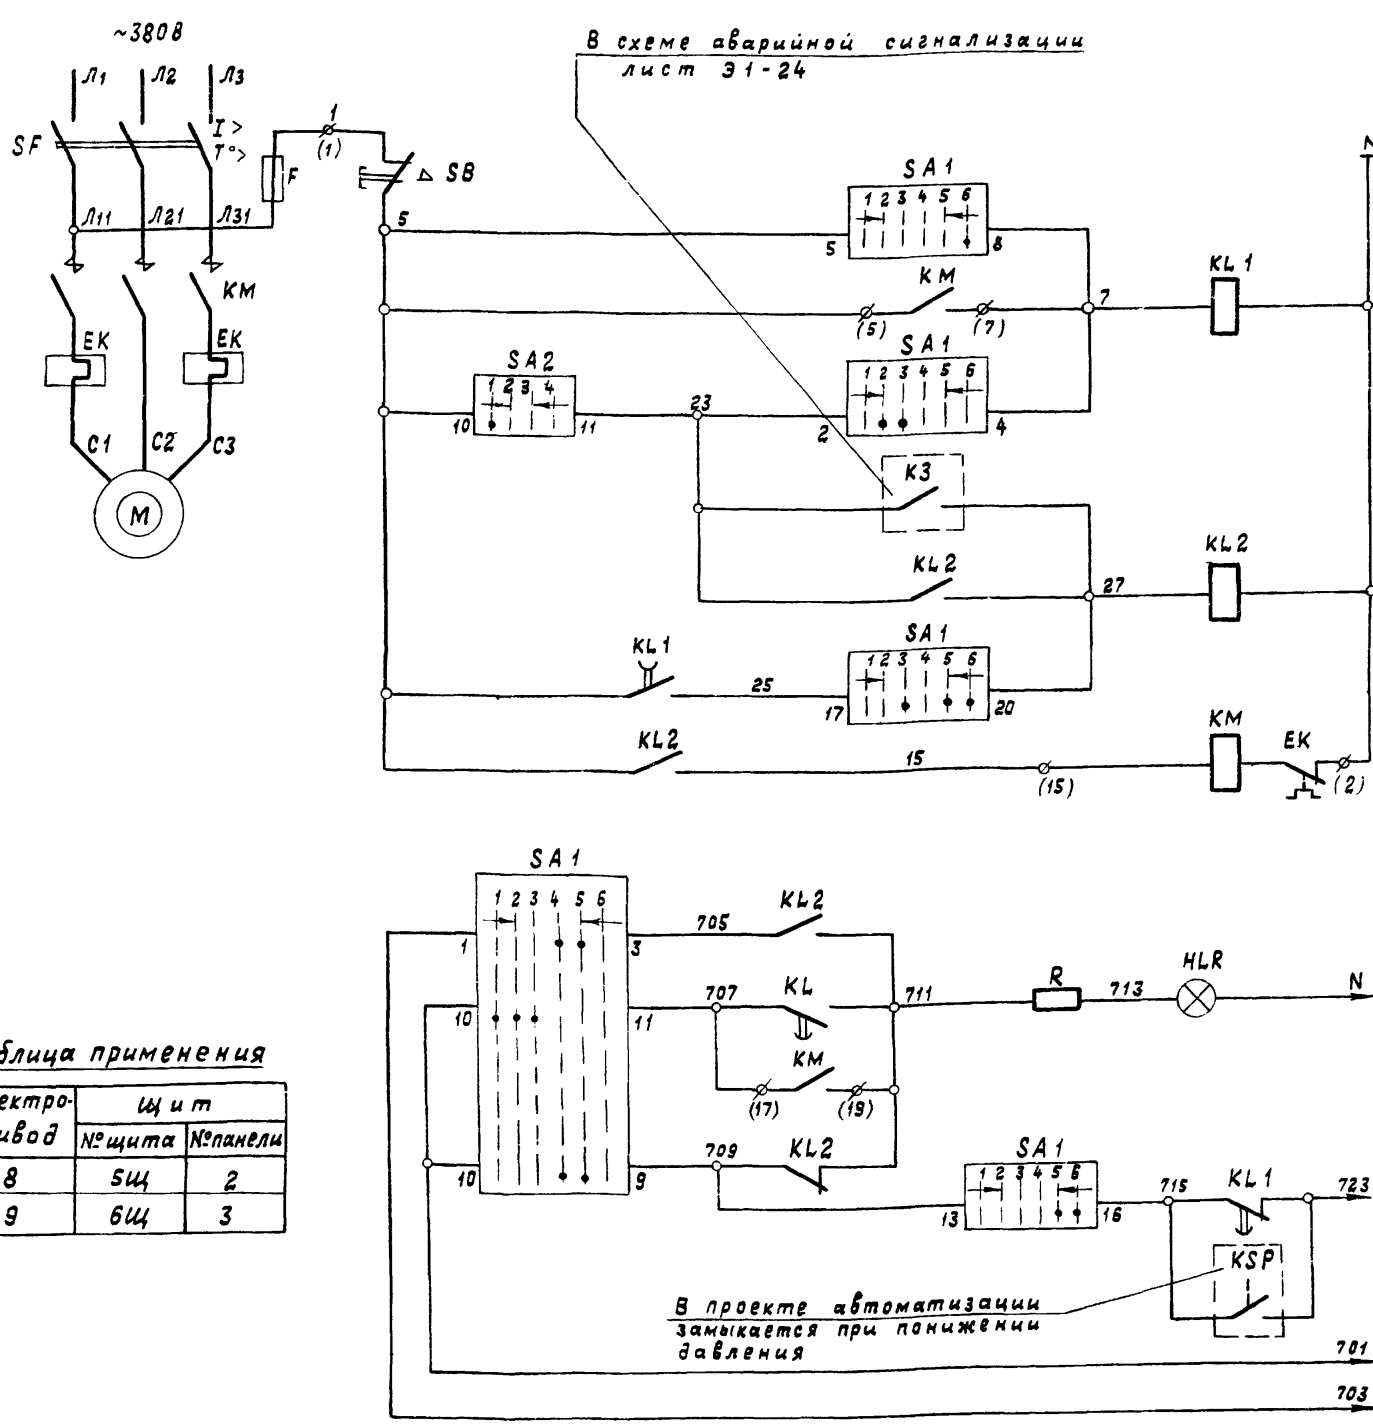 ~380В
Л1 Л2 Л3
SF
I>
T°>
F
1
(1)
SB
Л11 Л21 Л31
KM
EK EK
C1 C2 C3
M
В схеме аварийной сигнализации
лист Э1-24
N
SA1
1 2 3 4 5 6
5
5 8
KM
(5) (7)
7
KL1
SA2
1 2 3 4
10 11
23
SA1
1 2 3 4 5 6
2 4
К3
KL2
27
KL2
KL1
25
SA1
1 2 3 4 5 6
17 20
KL2
15
(15)
KM
EK
(2)
SA1
1 2 3 4 5 6
1 3
705
KL2
10 11
707
KL
711
R
713
HLR
N
KM
(17) (19)
10 9
709
KL2
SA1
1 2 3 4 5 6
13 16
715
KL1
723
KSP
В проекте автоматизации
замыкается при понижении
давления
701
703
блица применения
ектро-
ивод
Щит
№щита №панели
8 5Щ 2
9 6Щ 3